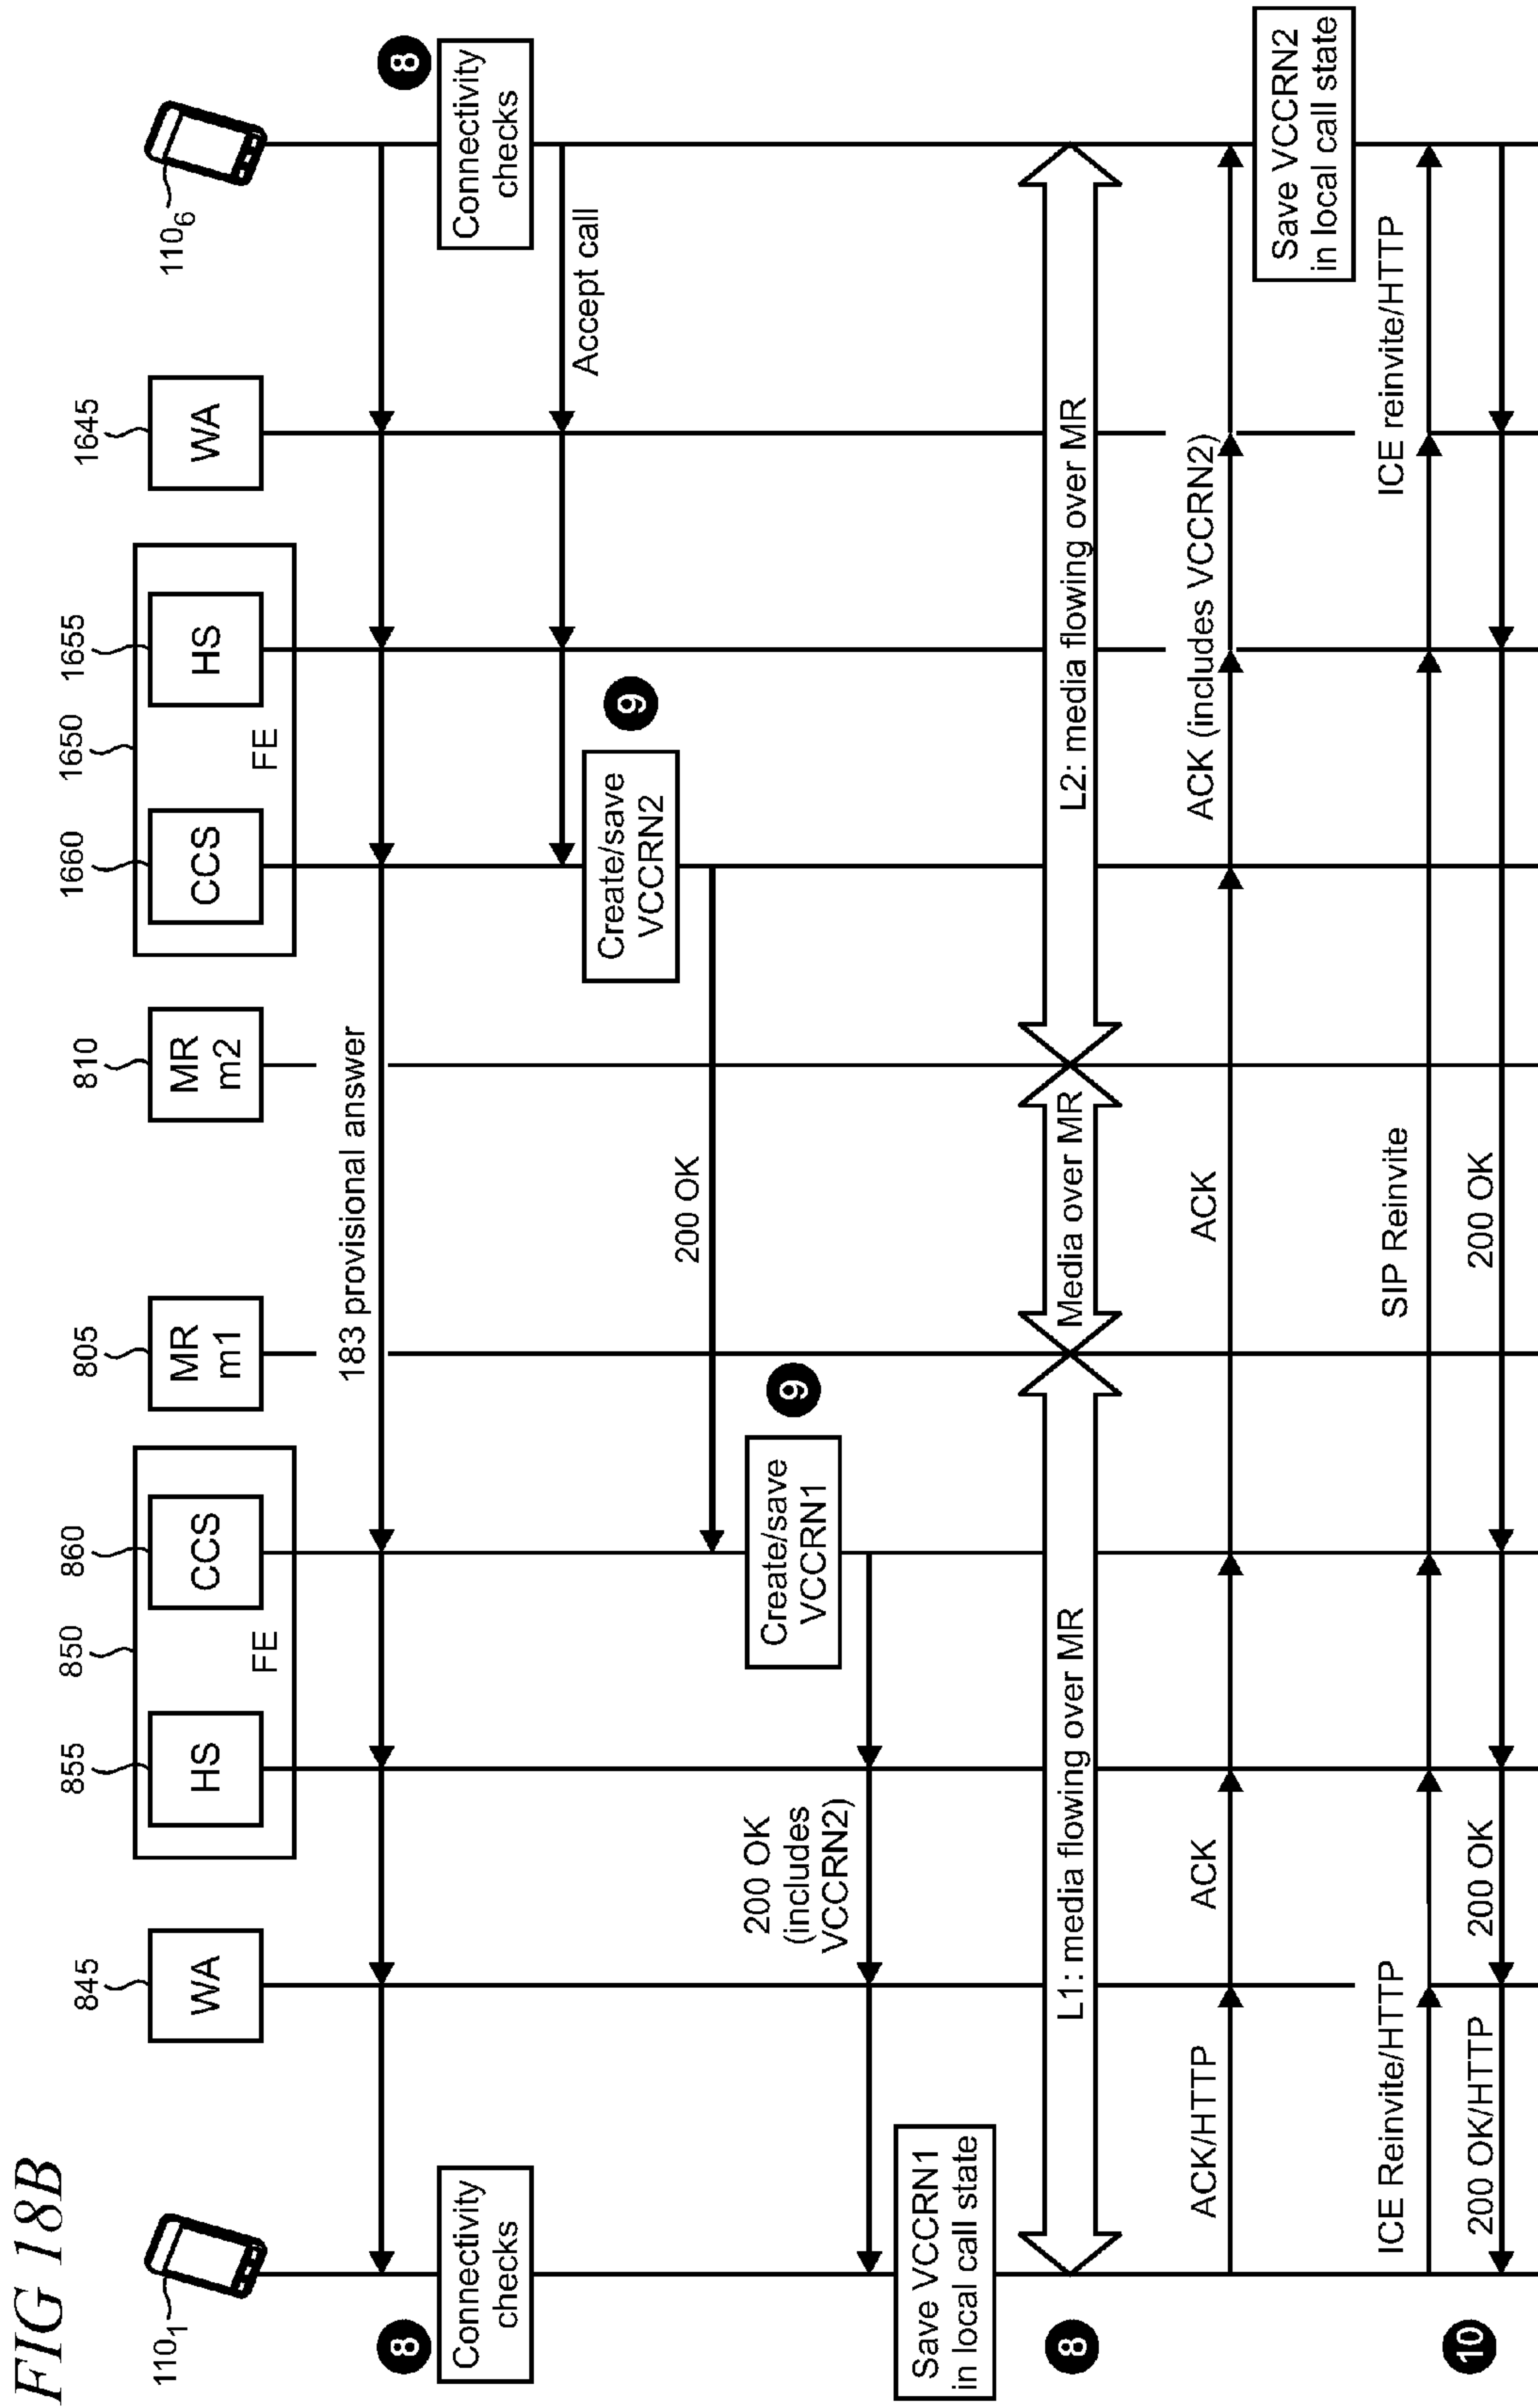 FIG 18B
110₁
845
WA
855
HS
850
FE
860
CCS
805
MR
m1
810
MR
m2
1660
CCS
1650
FE
1655
HS
1645
WA
110₆
183 provisional answer
8
Connectivity
checks
8
Connectivity
checks
Accept call
Create/save
VCCRN2
9
200 OK
Create/save
VCCRN1
9
200 OK
(includes
VCCRN2)
Save VCCRN1
in local call state
8
L1: media flowing over MR
Media over MR
L2: media flowing over MR
ACK/HTTP
ACK
ACK
ACK (includes VCCRN2)
Save VCCRN2
in local call state
ICE Reinvite/HTTP
SIP Reinvite
ICE reinvite/HTTP
10
200 OK/HTTP
200 OK
200 OK